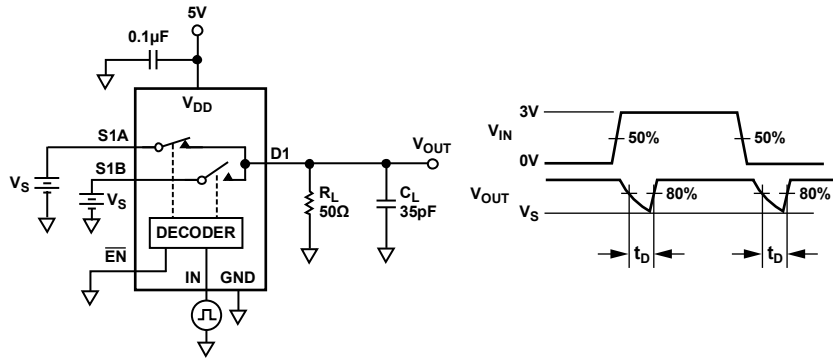 5V
0.1µF
VDD
S1A
S1B
D1
VOUT
VS
VS
RL
50Ω
CL
35pF
DECODER
EN
IN
GND
3V
VIN
0V
50%
50%
VOUT
VS
80%
80%
tD
tD